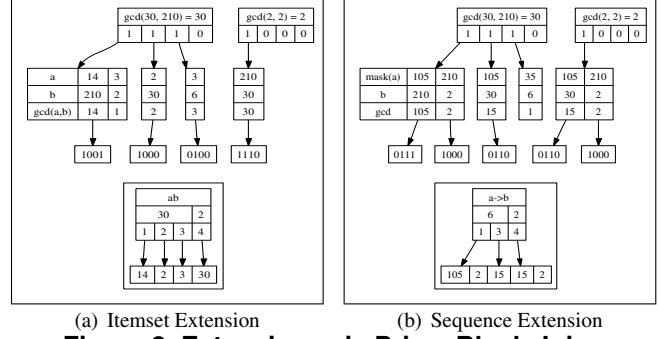 gcd(30, 210) = 30 gcd(2, 2) = 2
1 1 1 0 1 0 0 0
a 14 3 2 3 210
b 210 2 30 6 30
gcd(a,b) 14 1 2 3 30
1001 1000 0100 1110
ab
30 2
1 2 3 4
14 2 3 30
(a) Itemset Extension
gcd(30, 210) = 30 gcd(2, 2) = 2
1 1 1 0 1 0 0 0
mask(a) 105 210 105 35 105 210
b 210 2 30 6 30 2
gcd 105 2 15 1 15 2
0111 1000 0110 0110 1000
a->b
6 2
1 3 4
105 2 15 15 2
(b) Sequence Extension